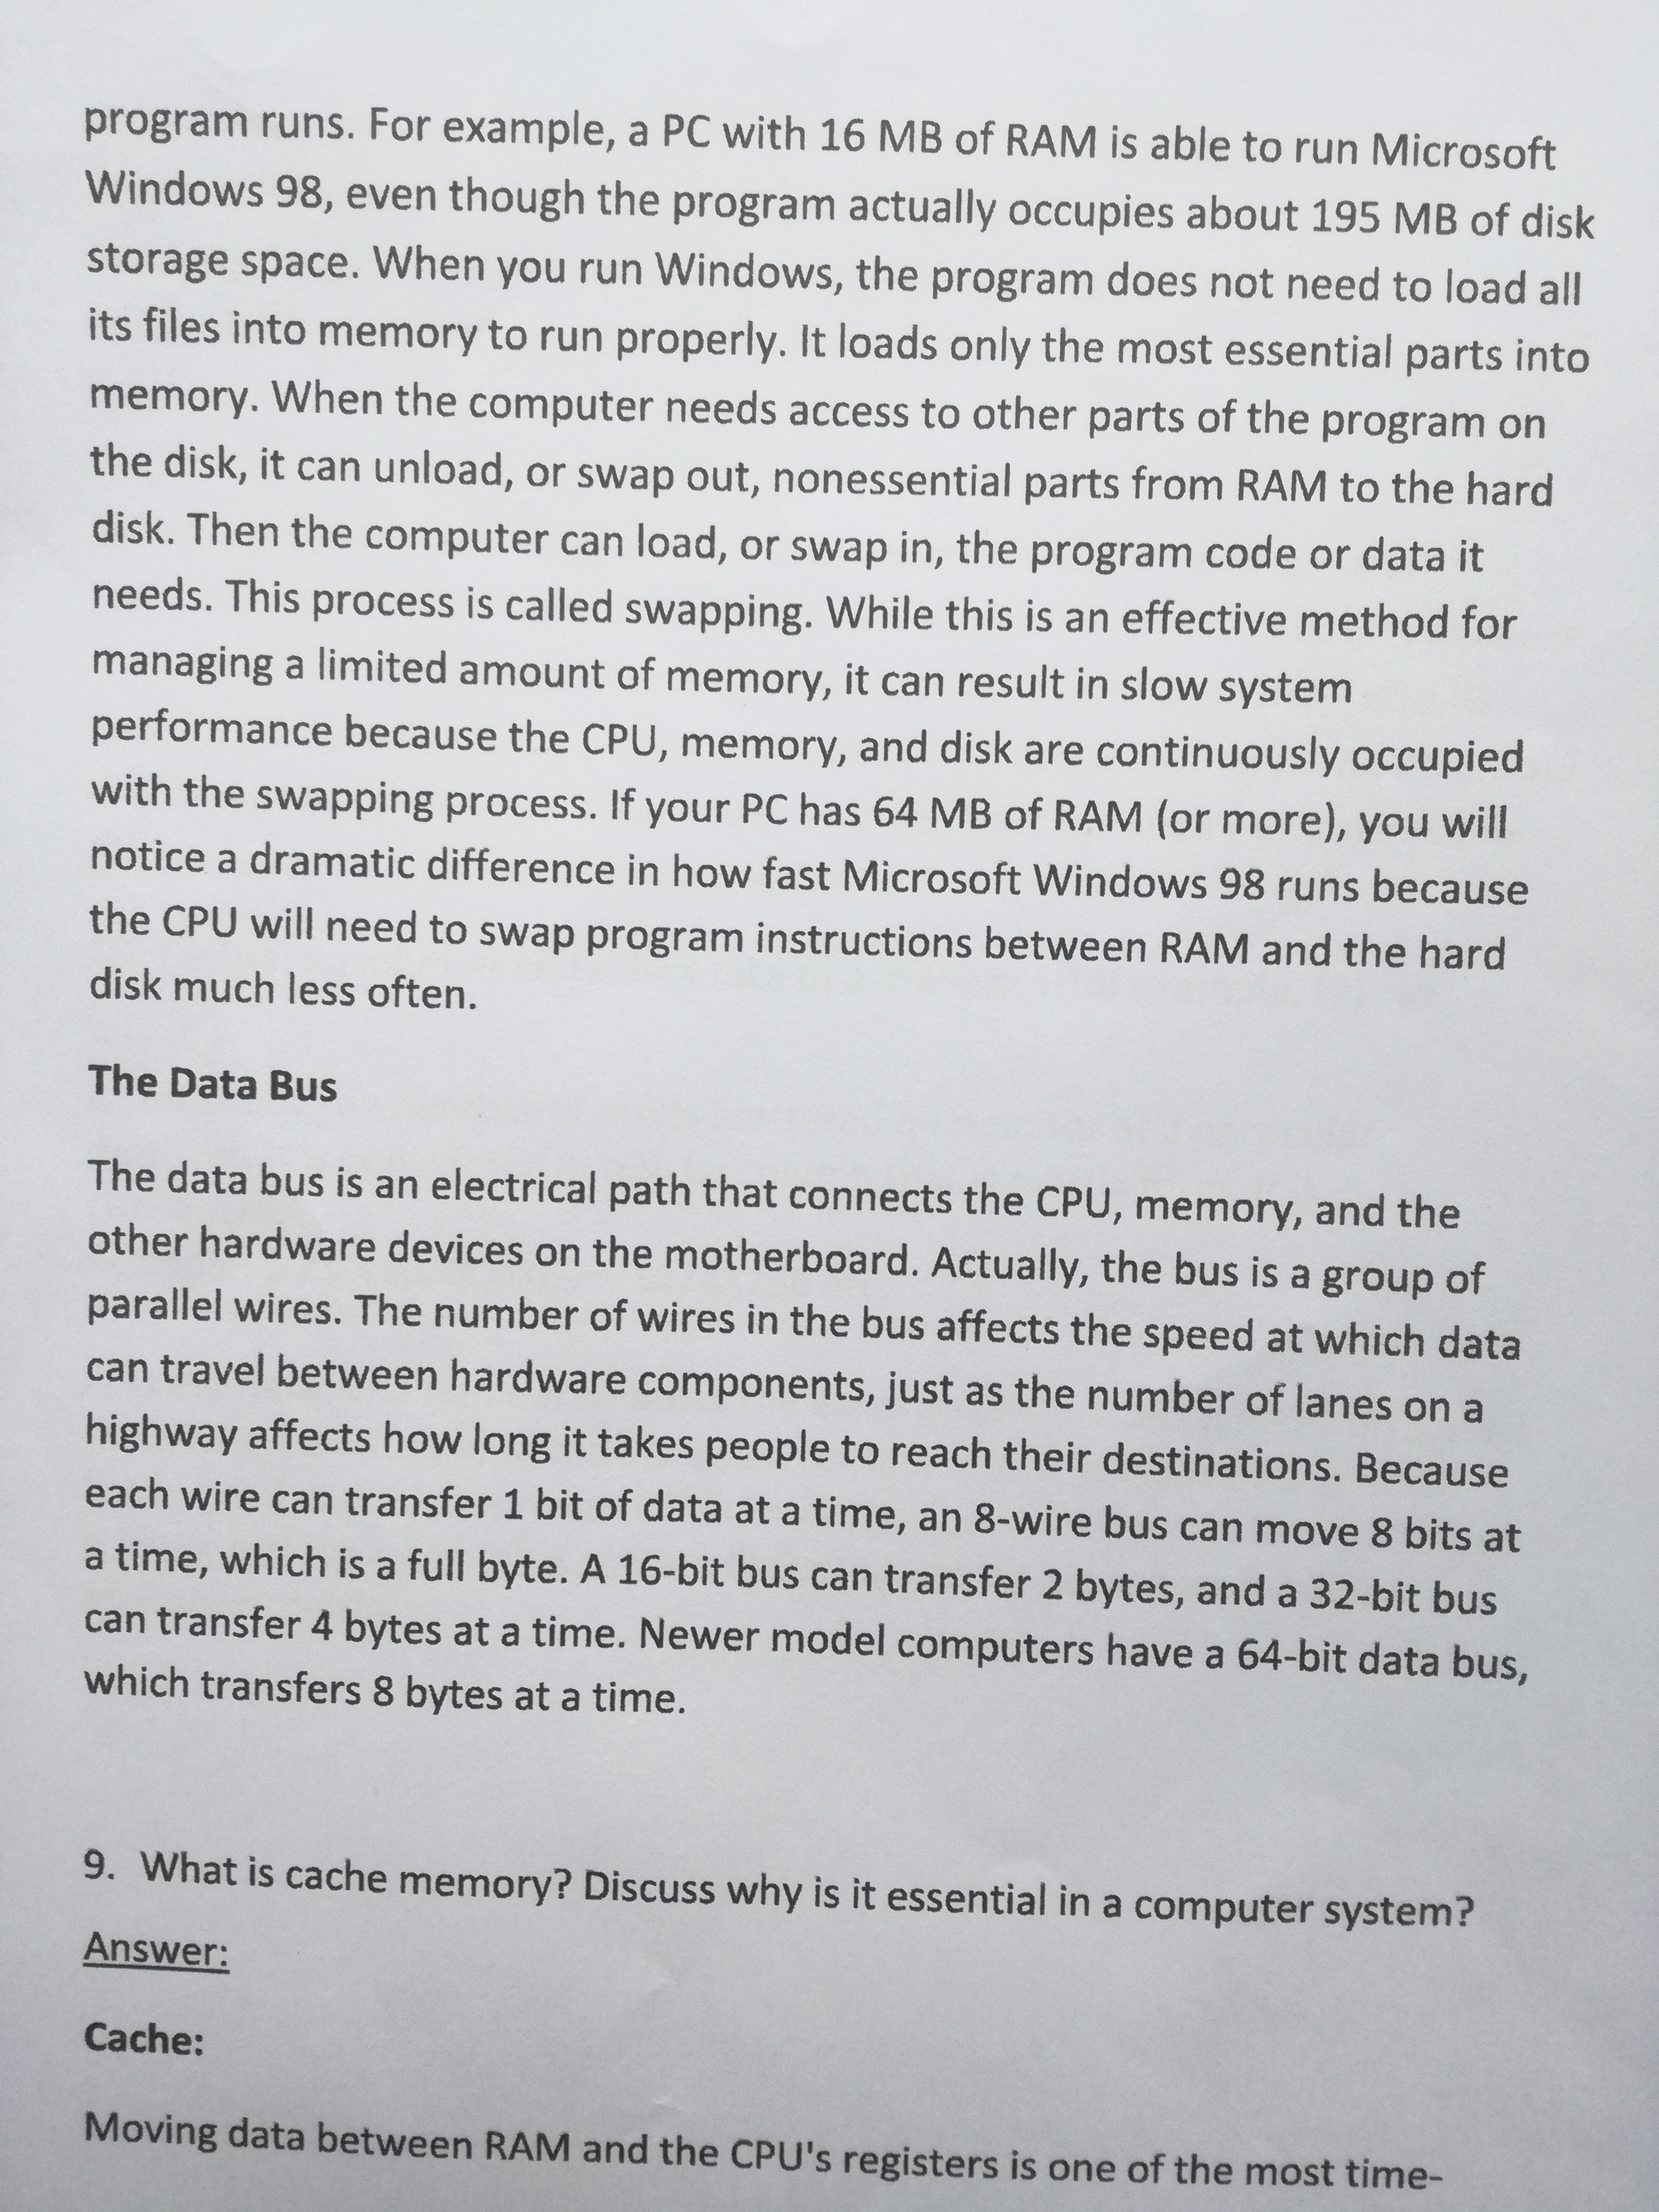 program runs. For example, a PC with 16 MB of RAM is able to run Microsoft
Windows 98, even though the program actually occupies about 195 MB of disk
storage space. When you run Windows, the program does not need to load all
its files into memory to run properly. It loads only the most essential parts into
memory. When the computer needs access to other parts of the program on
the disk, it can unload, or swap out, nonessential parts from RAM to the hard
disk. Then the computer can load, or swap in, the program code or data it
needs. This process is called swapping. While this is an effective method for
managing a limited amount of memory, it can result in slow system
performance because the CPU, memory, and disk are continuously occupied
with the swapping process. If your PC has 64 MB of RAM (or more), you will
notice a dramatic difference in how fast Microsoft Windows 98 runs because
the CPU will need to swap program instructions between RAM and the hard
disk much less often.
The Data Bus
The data bus is an electrical path that connects the CPU, memory, and the
other hardware devices on the motherboard. Actually, the bus is a group of
parallel wires. The number of wires in the bus affects the speed at which data
can travel between hardware components, just as the number of lanes on a
highway affects how long it takes people to reach their destinations. Because
each wire can transfer 1 bit of data at a time, an 8-wire bus can move 8 bits at
a time, which is a full byte. A 16-bit bus can transfer 2 bytes, and a 32-bit bus
can transfer 4 bytes at a time. Newer model computers have a 64-bit data bus,
which transfers 8 bytes at a time.
9. What is cache memory? Discuss why is it essential in a computer system?
Answer:
Cache:
Moving data between RAM and the CPU's registers is one of the most time-